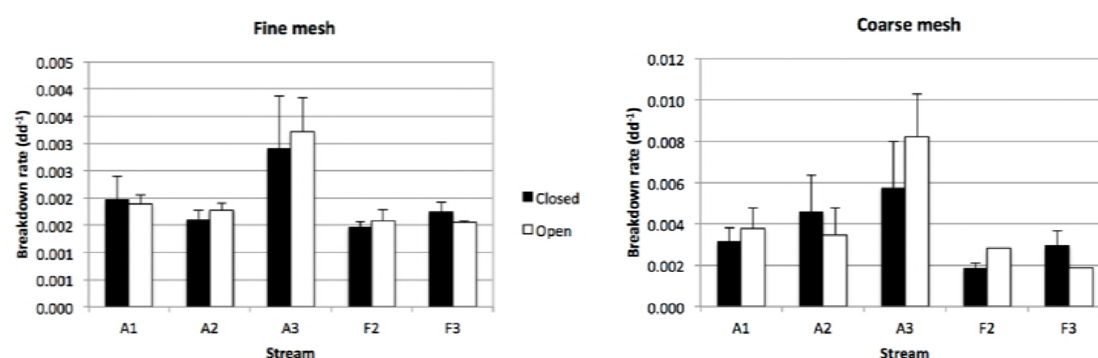 Fine mesh
Breakdown rate (dd-1)
0.005
0.004
0.004
0.003
0.003
0.002
0.002
0.001
0.001
0.000
A1 A2 A3 F2 F3
Stream
Closed
Open
Coarse mesh
Breakdown rate (dd-1)
0.012
0.010
0.008
0.006
0.004
0.002
0.000
A1 A2 A3 F2 F3
Stream